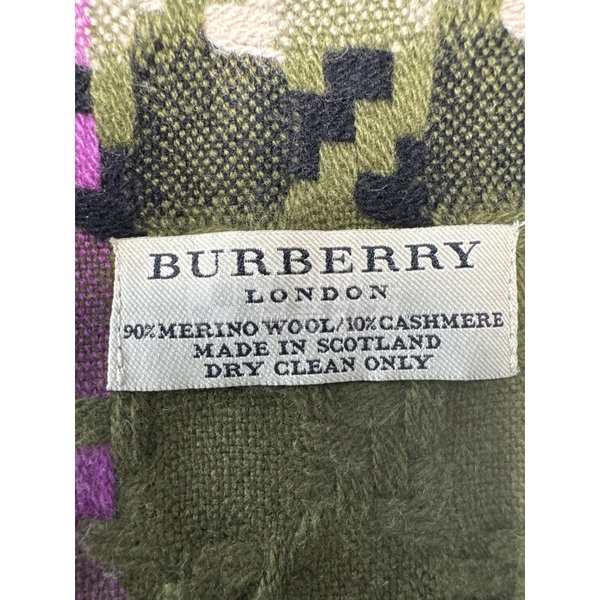 BURBERRY
LONDON
90% MERINO WOOL/10% CASHMERE
MADE IN SCOTLAND
DRY CLEAN ONLY